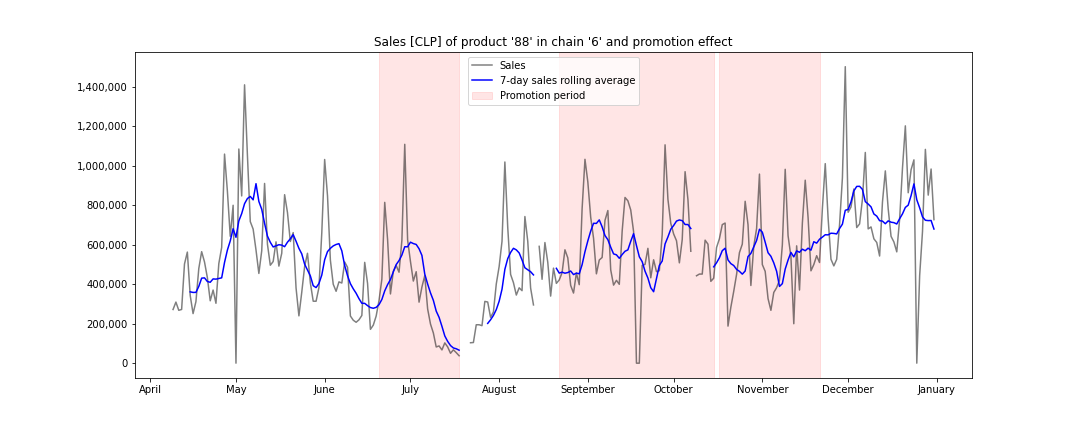 Sales [CLP] of product '88' in chain '6' and promotion effect
Sales
7-day sales rolling average
Promotion period
1,400,000
1,200,000
1,000,000
800,000
600,000
400,000
200,000
0
April May June July August September October November December January